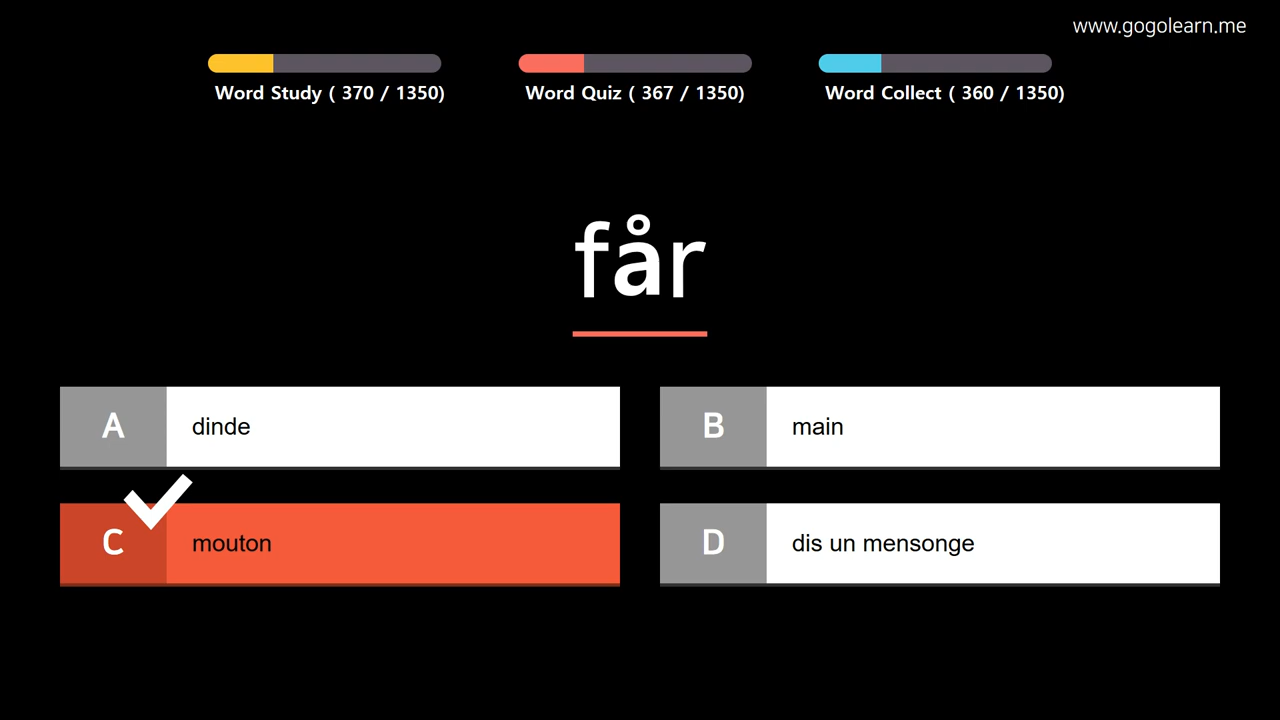 www.gogolearn.me
Word Study ( 370 / 1350)
Word Quiz ( 367 / 1350)
Word Collect ( 360 / 1350)
får
A
dinde
B
main
C
mouton
D
dis un mensonge